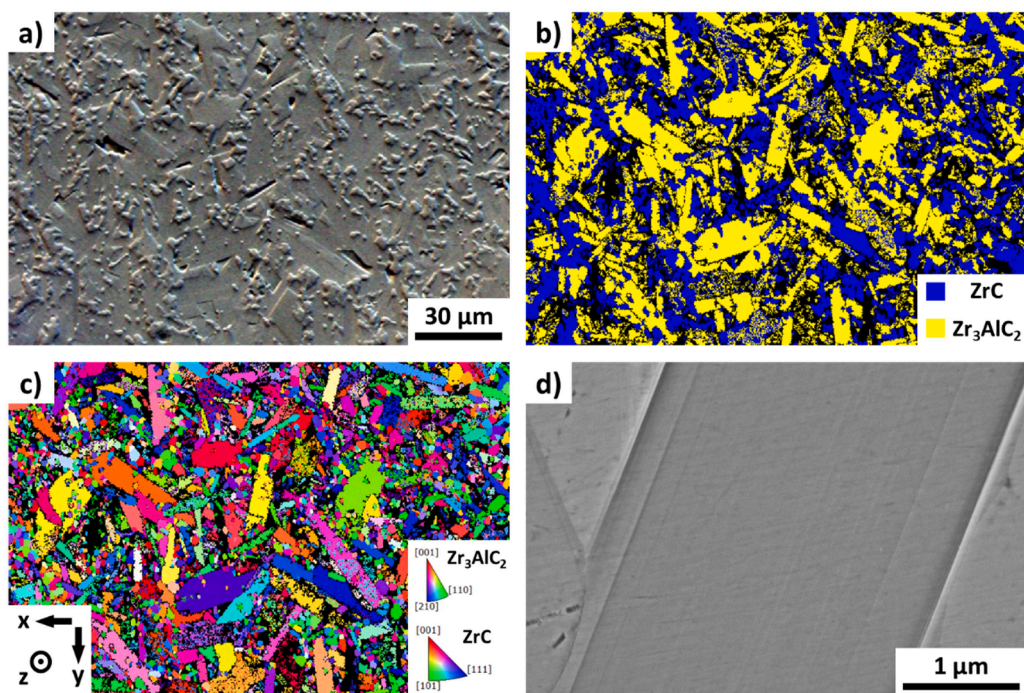 a)
30 µm
b)
ZrC
Zr₃AlC₂
c)
[001]
Zr₃AlC₂
[110]
[210]
ZrC
[001]
[111]
[101]
x
z
y
d)
1 µm